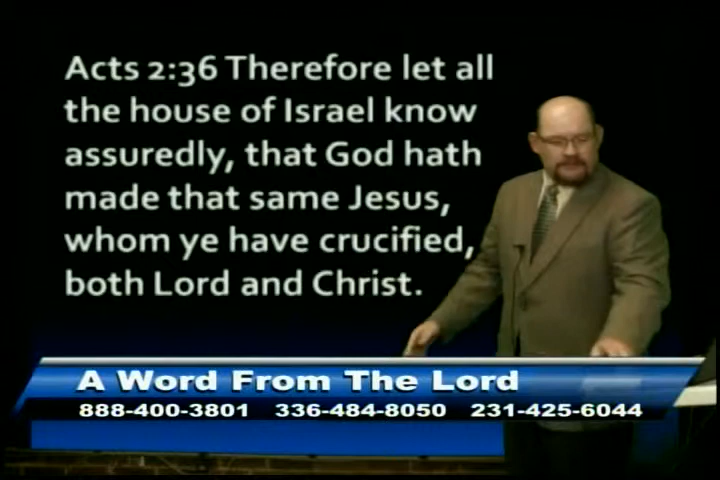 Acts 2:36 Therefore let all
the house of Israel know
assuredly, that God hath
made that same Jesus,
whom ye have crucified,
both Lord and Christ.
A Word From The Lord
888-400-3801 336-484-8050 231-425-6044